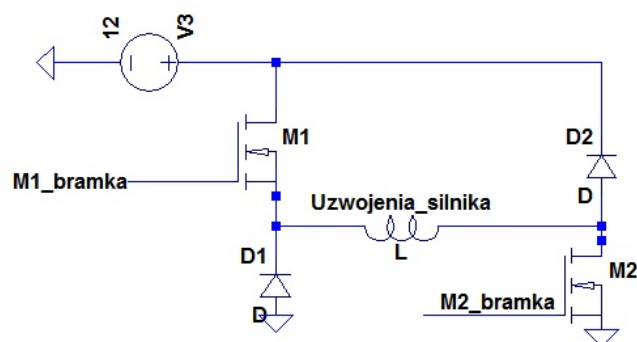 12
V3
M1
D2
M1_bramka
D
Uzwojenia_silnika
D1
L
M2
D
M2_bramka